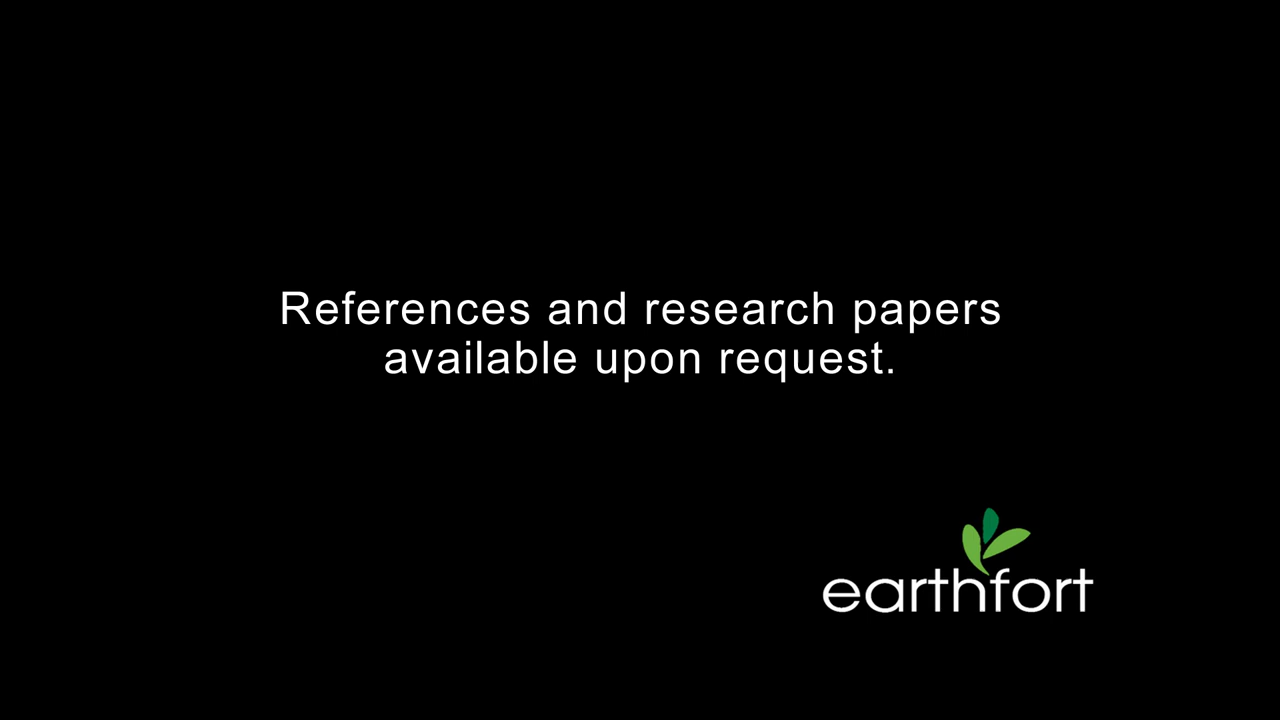 References and research papers
available upon request.
earthfort